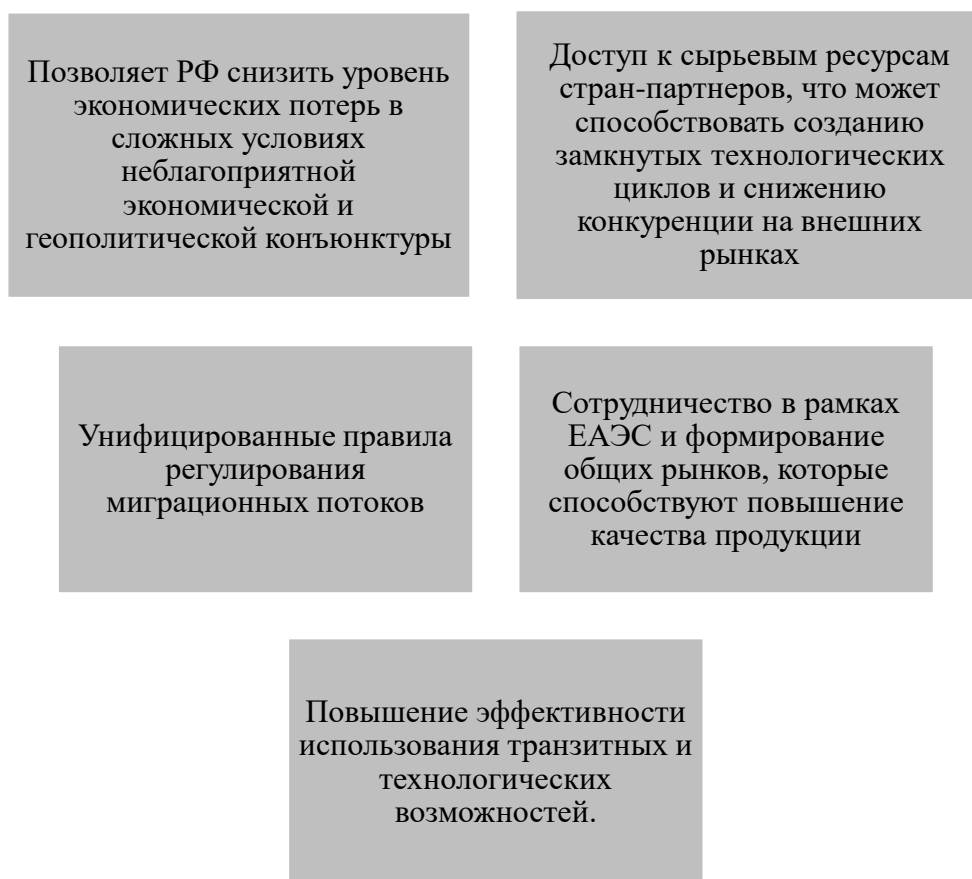 Позволяет РФ снизить уровень
экономических потерь в
сложных условиях
неблагоприятной
экономической и
геополитической конъюнктуры
Доступ к сырьевым ресурсам
стран-партнеров, что может
способствовать созданию
замкнутых технологических
циклов и снижению
конкуренции на внешних
рынках
Унифицированные правила
регулирования
миграционных потоков
Сотрудничество в рамках
ЕАЭС и формирование
общих рынков, которые
способствуют повышение
качества продукции
Повышение эффективности
использования транзитных и
технологических
возможностей.